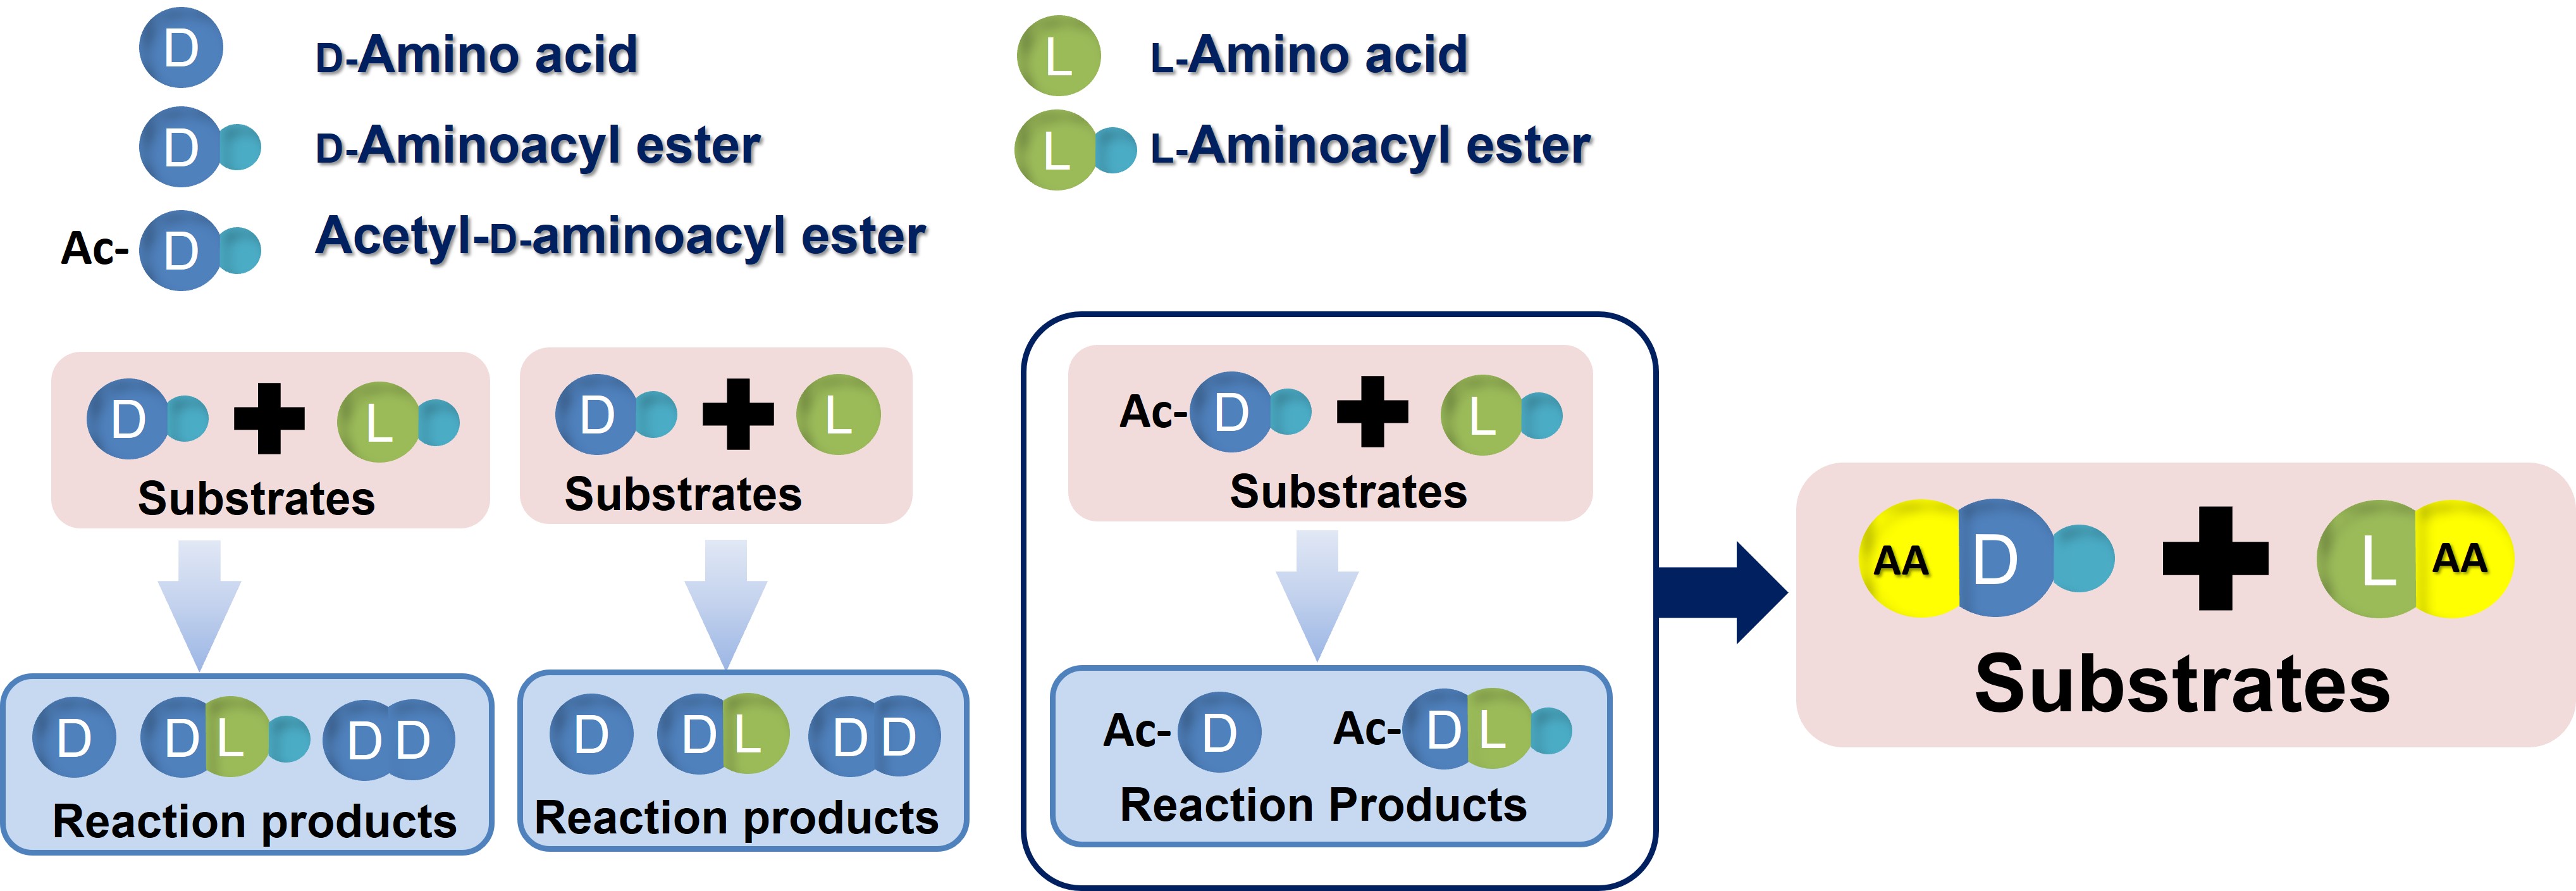 D D-Amino acid
D D-Aminoacyl ester
Ac- D Acetyl-D-aminoacyl ester
L L-Amino acid
L L-Aminoacyl ester
D L
Substrates
D DL DD
Reaction products
D L
Substrates
D DL DD
Reaction products
Ac- D L
Substrates
Ac- D Ac- DL
Reaction Products
AA D L AA
Substrates